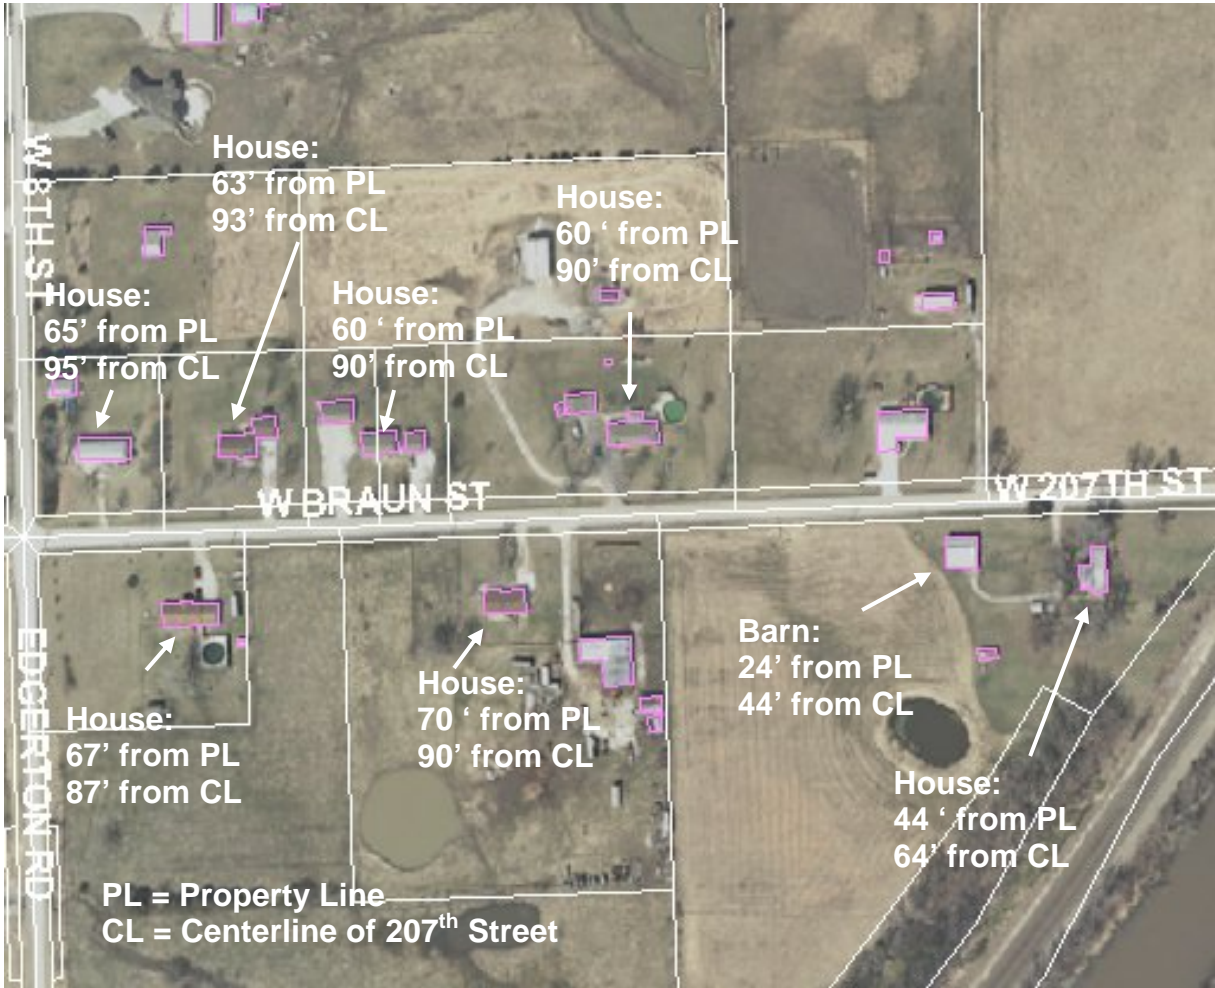 W 8TH ST
House:
63’ from PL
93’ from CL
House:
60 ‘ from PL
90’ from CL
House:
65’ from PL
95’ from CL
House:
60 ‘ from PL
90’ from CL
W BRAUN ST
W 207TH ST
EDGERTON RD
House:
67’ from PL
87’ from CL
House:
70 ‘ from PL
90’ from CL
Barn:
24’ from PL
44’ from CL
House:
44 ‘ from PL
64’ from CL
PL = Property Line
CL = Centerline of 207th Street